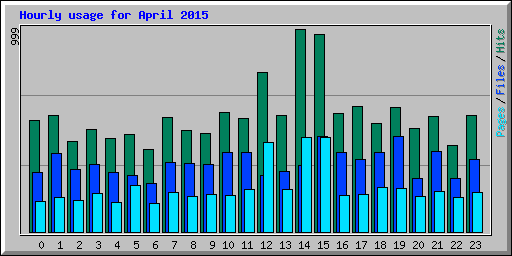 Hourly usage for April 2015
999
Pages/Files/Hits
0 1 2 3 4 5 6 7 8 9 10 11 12 13 14 15 16 17 18 19 20 21 22 23